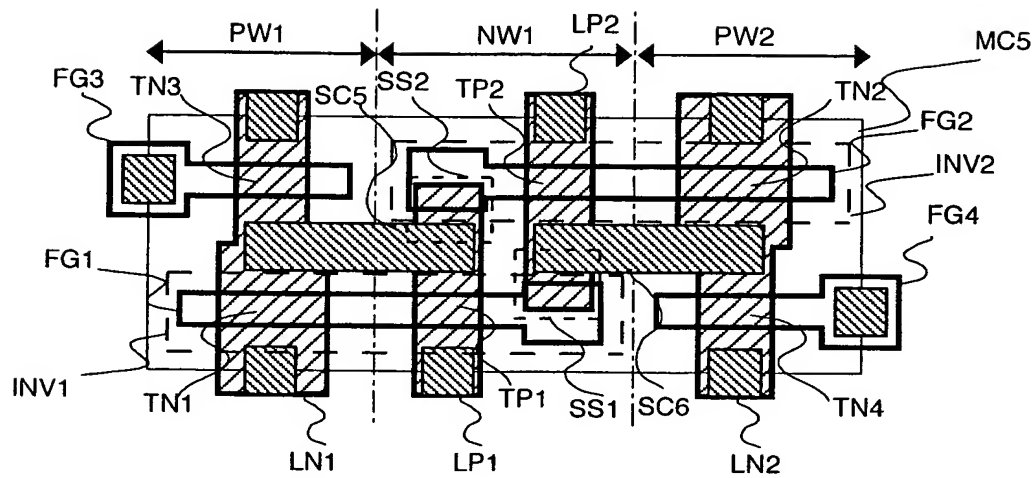 PW1 NW1 LP2 PW2 MC5
FG3 TN3 SC5 SS2 TP2 TN2 FG2
INV2
FG4
FG1
INV1 TN1 TP1 SS1 SC6 TN4
LN1 LP1 LN2